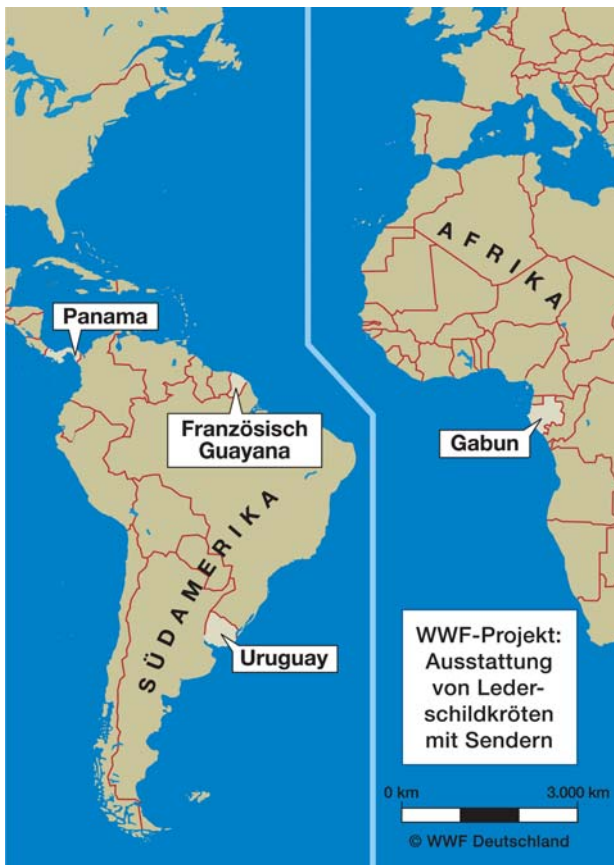 AFRIKA
Panama
Französisch
Guayana
Gabun
SÜDAMERIKA
Uruguay
WWF-Projekt:
Ausstattung
von Leder-
schildkröten
mit Sendern
0 km 3.000 km
© WWF Deutschland